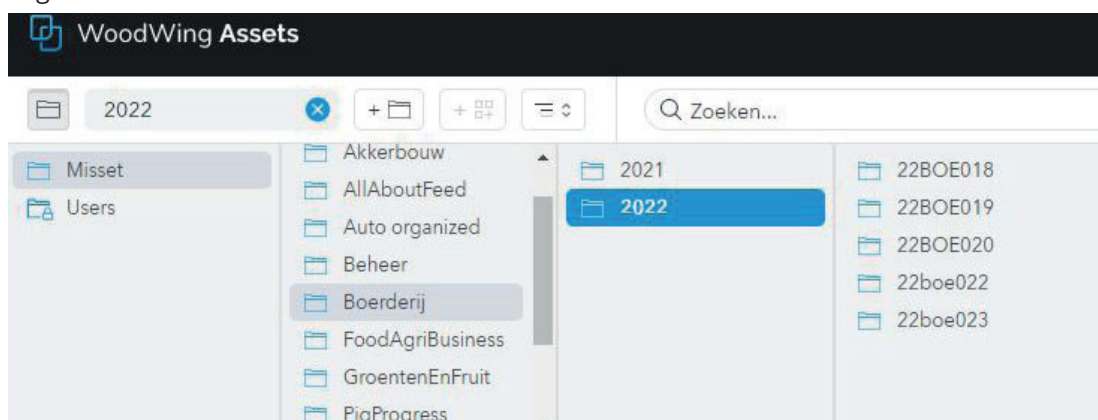 WoodWing Assets
2022
Zoeken...
Misset
Users
Akkerbouw
AllAboutFeed
Auto organized
Beheer
Boerderij
FoodAgriBusiness
GroentenEnFruit
PigProgress
2021
2022
22BOE018
22BOE019
22BOE020
22boe022
22boe023